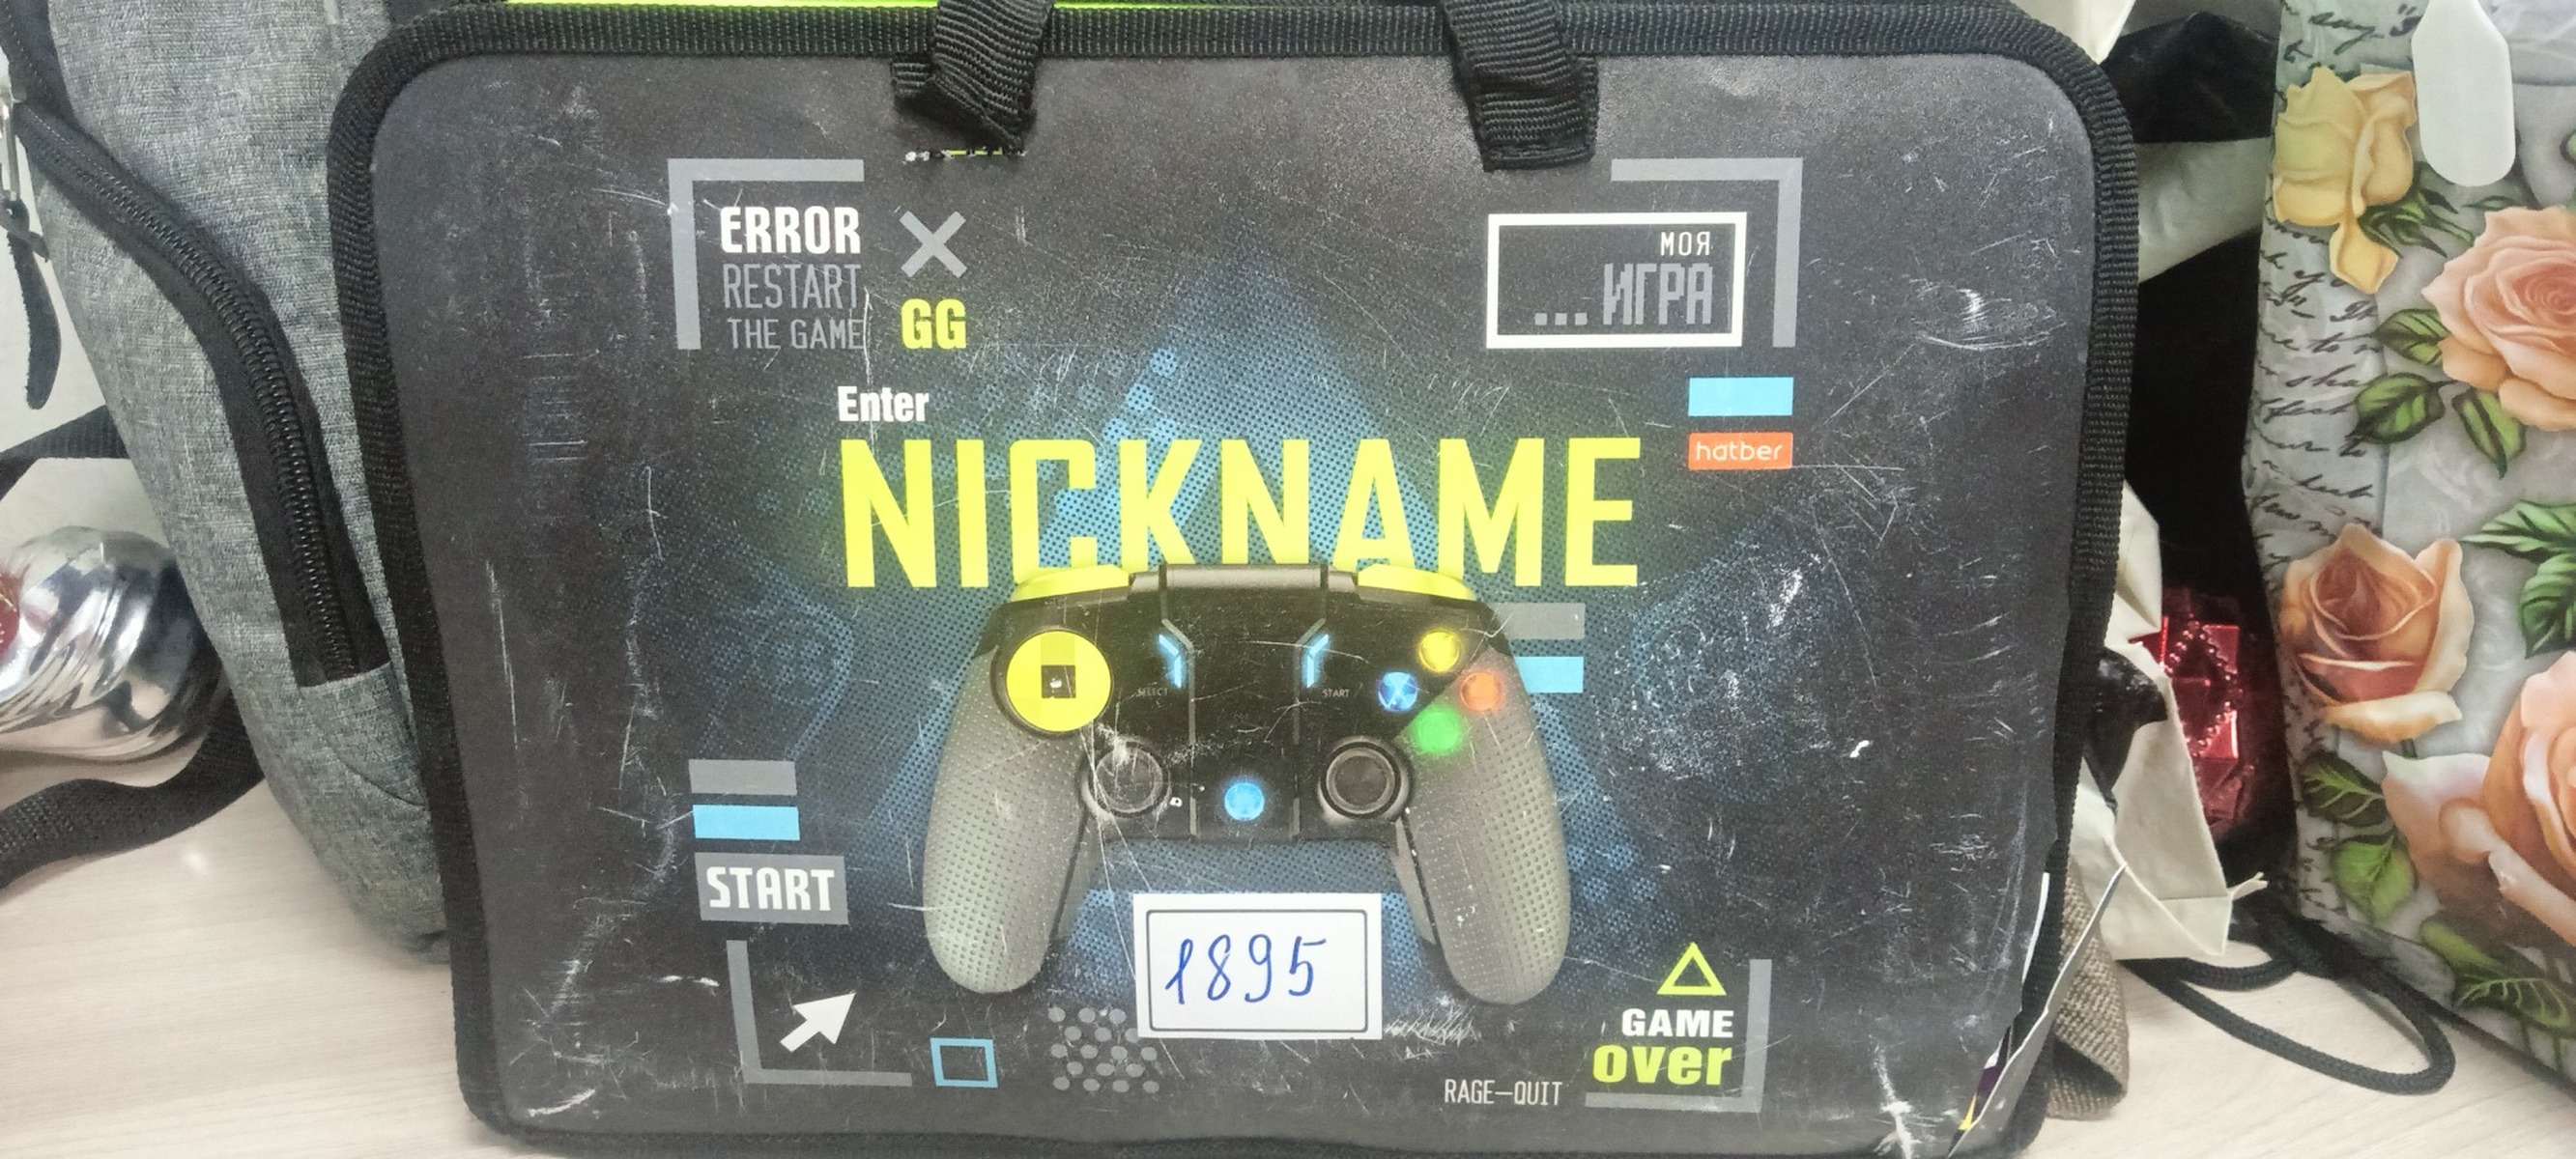 ERROR
RESTART
THE GAME
GG
МОЯ
ИГРА
...
Enter
NICKNAME
hatber
SELECT
START
START
1895
GAME
over
RAGE-QUIT